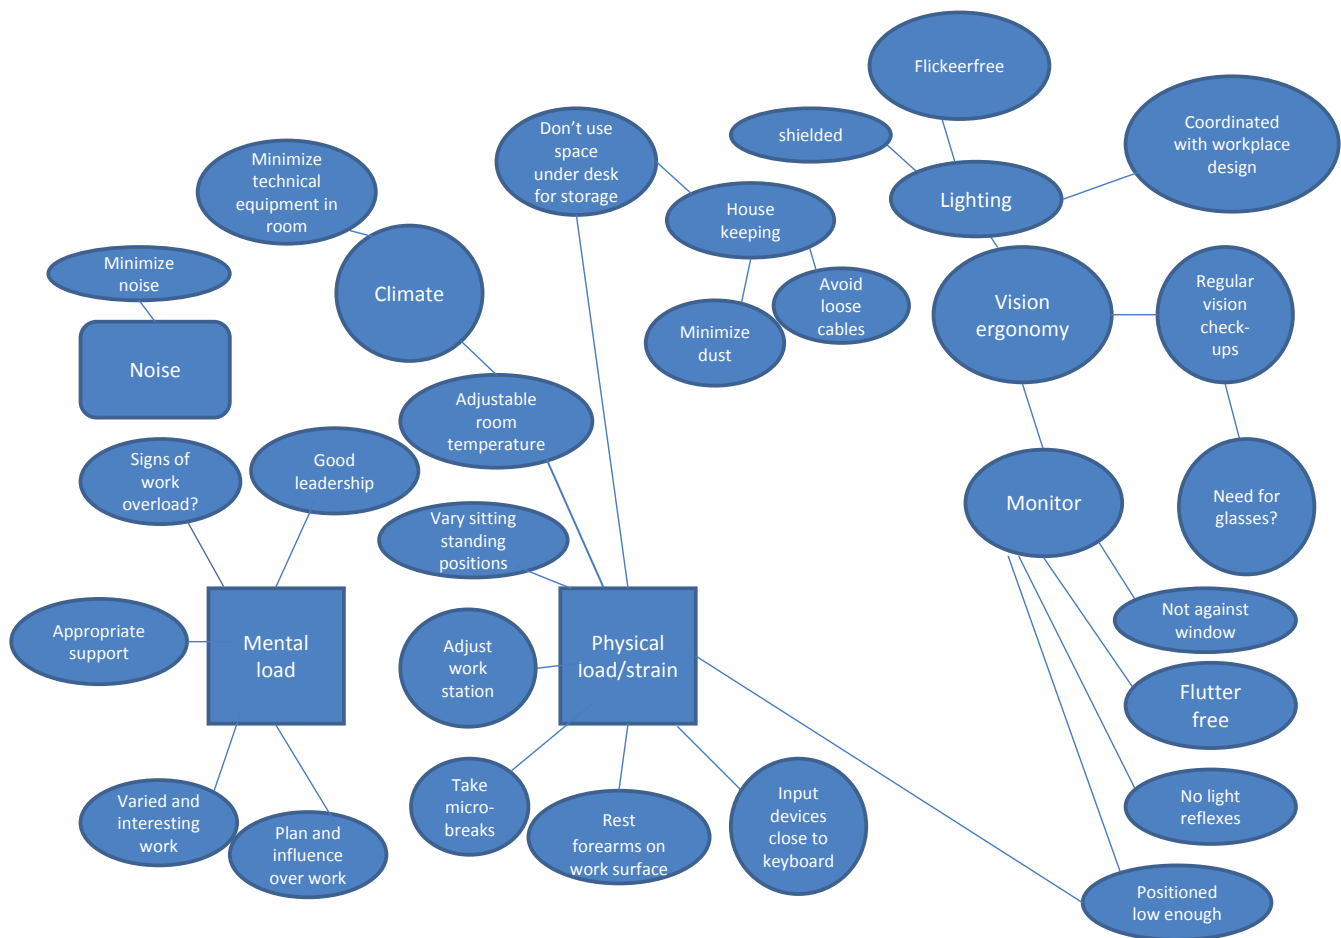 Flickeerfree
Coordinated
with workplace
design
shielded
Don't use
space
under desk
for storage
Minimize
technical
equipment in
room
Lighting
House
keeping
Minimize
noise
Climate
Avoid
loose
cables
Vision
ergonomy
Regular
vision
check-
ups
Minimize
dust
Noise
Adjustable
room
temperature
Signs of
work
overload?
Good
leadership
Monitor
Need for
glasses?
Vary sitting
standing
positions
Not against
window
Appropriate
support
Mental
load
Adjust
work
station
Physical
load/strain
Flutter
free
Varied and
interesting
work
Plan and
influence
over work
Take
micro-
breaks
Rest
forearms on
work surface
Input
devices
close to
keyboard
No light
reflexes
Positioned
low enough